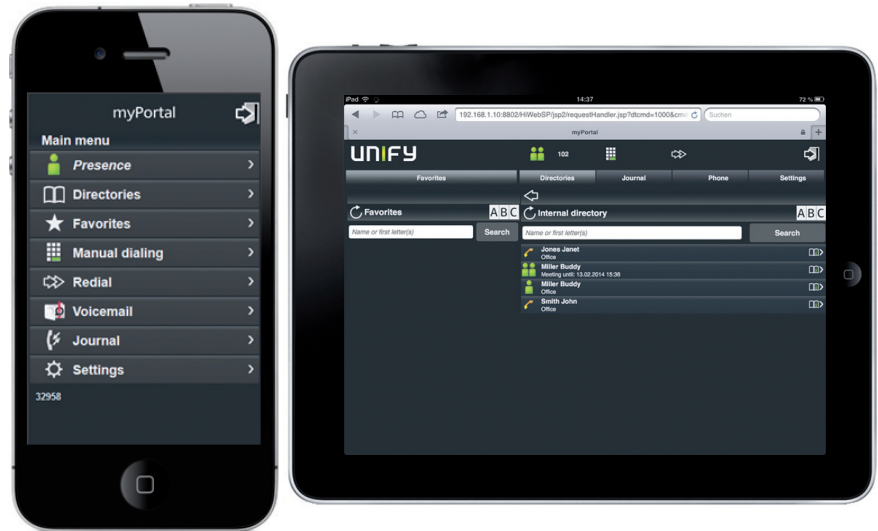 myPortal
Main menu
Presence
Directories
Favorites
Manual dialing
Redial
Voicemail
Journal
Settings
32958
iPad 14:37 72 %
192.168.1.10:8802/HiWebSP/jsp2/requestHandler.jsp?dtcmd=1000&cmd Suchen
myPortal
UNIFY 102
Favorites Directories Journal Phone Settings
Favorites ABC Internal directory ABC
Name or first letter(s) Search Name or first letter(s) Search
Jones Janet
Office
Miller Buddy
Meeting until: 13.02.2014 15:36
Miller Buddy
Office
Smith John
Office